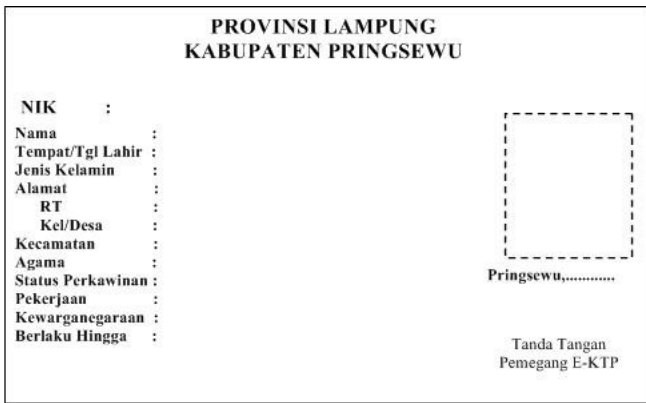 PROVINSI LAMPUNG
KABUPATEN PRINGSEWU
NIK :
Nama :
Tempat/Tgl Lahir :
Jenis Kelamin :
Alamat :
RT :
Kel/Desa :
Kecamatan :
Agama :
Status Perkawinan :
Pekerjaan :
Kewarganegaraan :
Berlaku Hingga :
Pringsewu,............
Tanda Tangan
Pemegang E-KTP